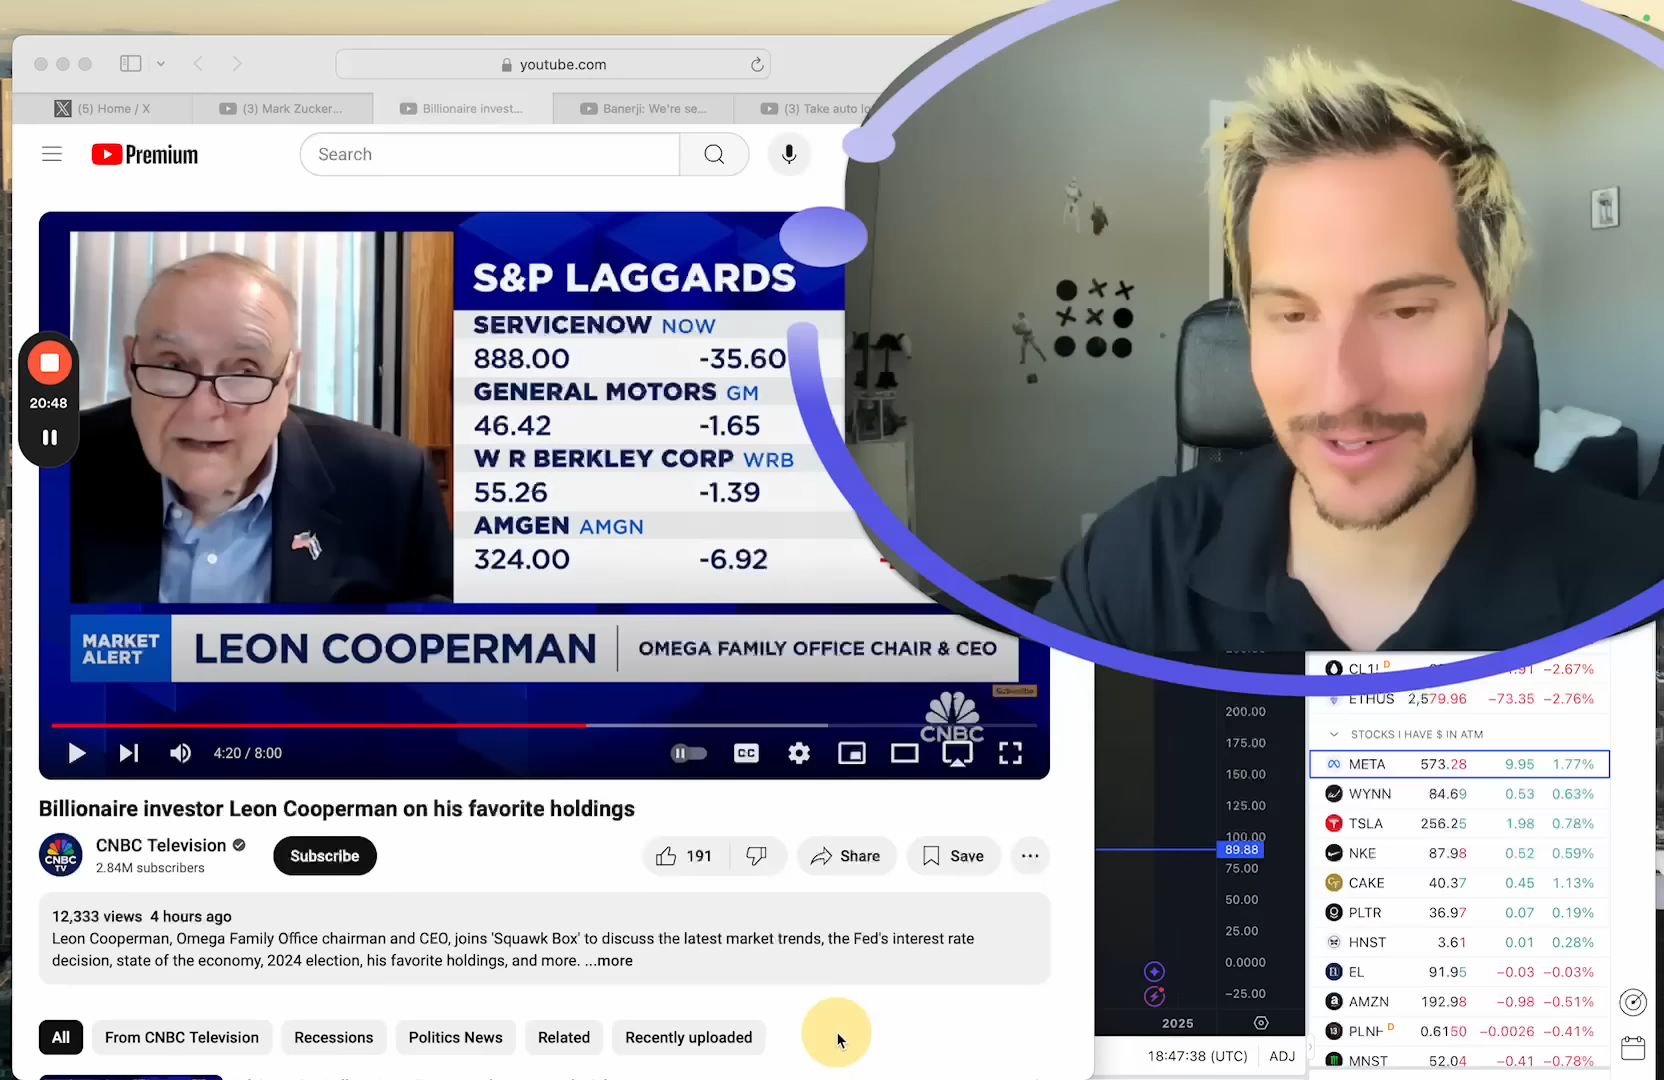 youtube.com
(5) Home / X
(3) Mark Zucker...
Billionaire invest...
Banerji: We're se...
(3) Take auto lo
Premium
Search
S&P LAGGARDS
SERVICENOW NOW
888.00 -35.60
GENERAL MOTORS GM
46.42 -1.65
W R BERKLEY CORP WRB
55.26 -1.39
AMGEN AMGN
324.00 -6.92
20:48
MARKET
ALERT
LEON COOPERMAN
OMEGA FAMILY OFFICE CHAIR & CEO
Subscribe
CNBC
4:20 / 8:00
CC
Billionaire investor Leon Cooperman on his favorite holdings
CNBC
TV
CNBC Television
2.84M subscribers
Subscribe
191
Share
Save
12,333 views 4 hours ago
Leon Cooperman, Omega Family Office chairman and CEO, joins 'Squawk Box' to discuss the latest market trends, the Fed's interest rate
decision, state of the economy, 2024 election, his favorite holdings, and more. ...more
All
From CNBC Television
Recessions
Politics News
Related
Recently uploaded
200.00
175.00
150.00
125.00
100.00
89.88
75.00
50.00
25.00
0.0000
−25.00
2025
18:47:38 (UTC) ADJ
CL1! D −2.67%
ETHUS 2,579.96 −73.35 −2.76%
STOCKS I HAVE $ IN ATM
META 573.28 9.95 1.77%
WYNN 84.69 0.53 0.63%
TSLA 256.25 1.98 0.78%
NKE 87.98 0.52 0.59%
CAKE 40.37 0.45 1.13%
PLTR 36.97 0.07 0.19%
HNST 3.61 0.01 0.28%
EL 91.95 −0.03 −0.03%
AMZN 192.98 −0.98 −0.51%
PLNF D 0.6150 −0.0026 −0.41%
MNST 52.04 −0.41 −0.78%